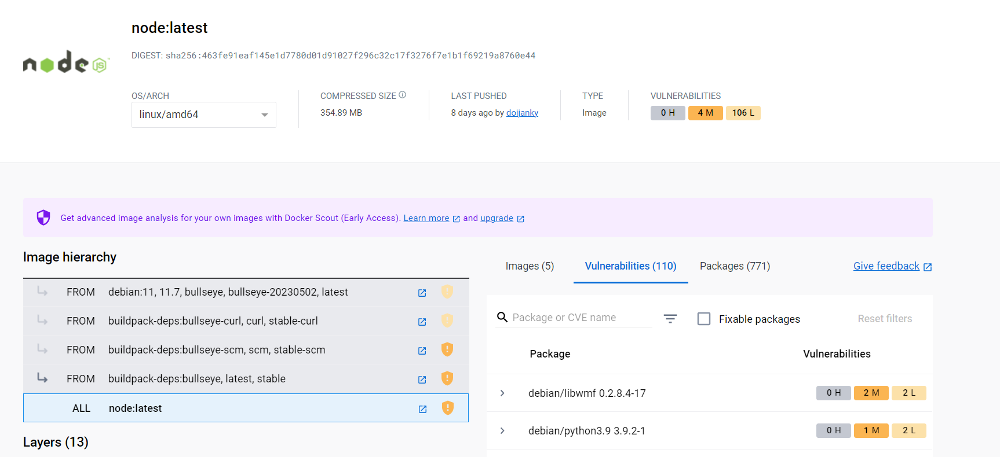 node:latest
DIGEST: sha256:463fe91eaf145e1d7780d01d91027f296c32c17f3276f7e1b1f69219a8760e44
node JS
OS/ARCH
linux/amd64
COMPRESSED SIZE
354.89 MB
LAST PUSHED
8 days ago by doijanky
TYPE
Image
VULNERABILITIES
0 H 4 M 106 L
Get advanced image analysis for your own images with Docker Scout (Early Access). Learn more and upgrade
Image hierarchy
FROM debian:11, 11.7, bullseye, bullseye-20230502, latest
FROM buildpack-deps:bullseye-curl, curl, stable-curl
FROM buildpack-deps:bullseye-scm, scm, stable-scm
FROM buildpack-deps:bullseye, latest, stable
ALL node:latest
Layers (13)
Images (5) Vulnerabilities (110) Packages (771) Give feedback
Package or CVE name Fixable packages Reset filters
Package Vulnerabilities
debian/libwmf 0.2.8.4-17 0 H 2 M 2 L
debian/python3.9 3.9.2-1 0 H 1 M 2 L